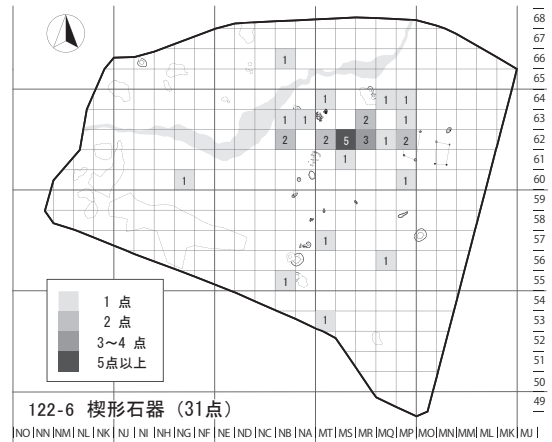 68
67
1 66
65
1 1 1 64
1 1 2 1 63
2 2 5 3 1 2 62
1 61
1 1 60
59
58
1 57
1 56
1 55
54
1 53
52
51
50
49
1 点
2 点
3～4 点
5点以上
122-6 楔形石器（31点）
NO NN NM NL NK NJ NI NH NG NF NE ND NC NB NA MT MS MR MQ MP MO MN MM ML MK MJ